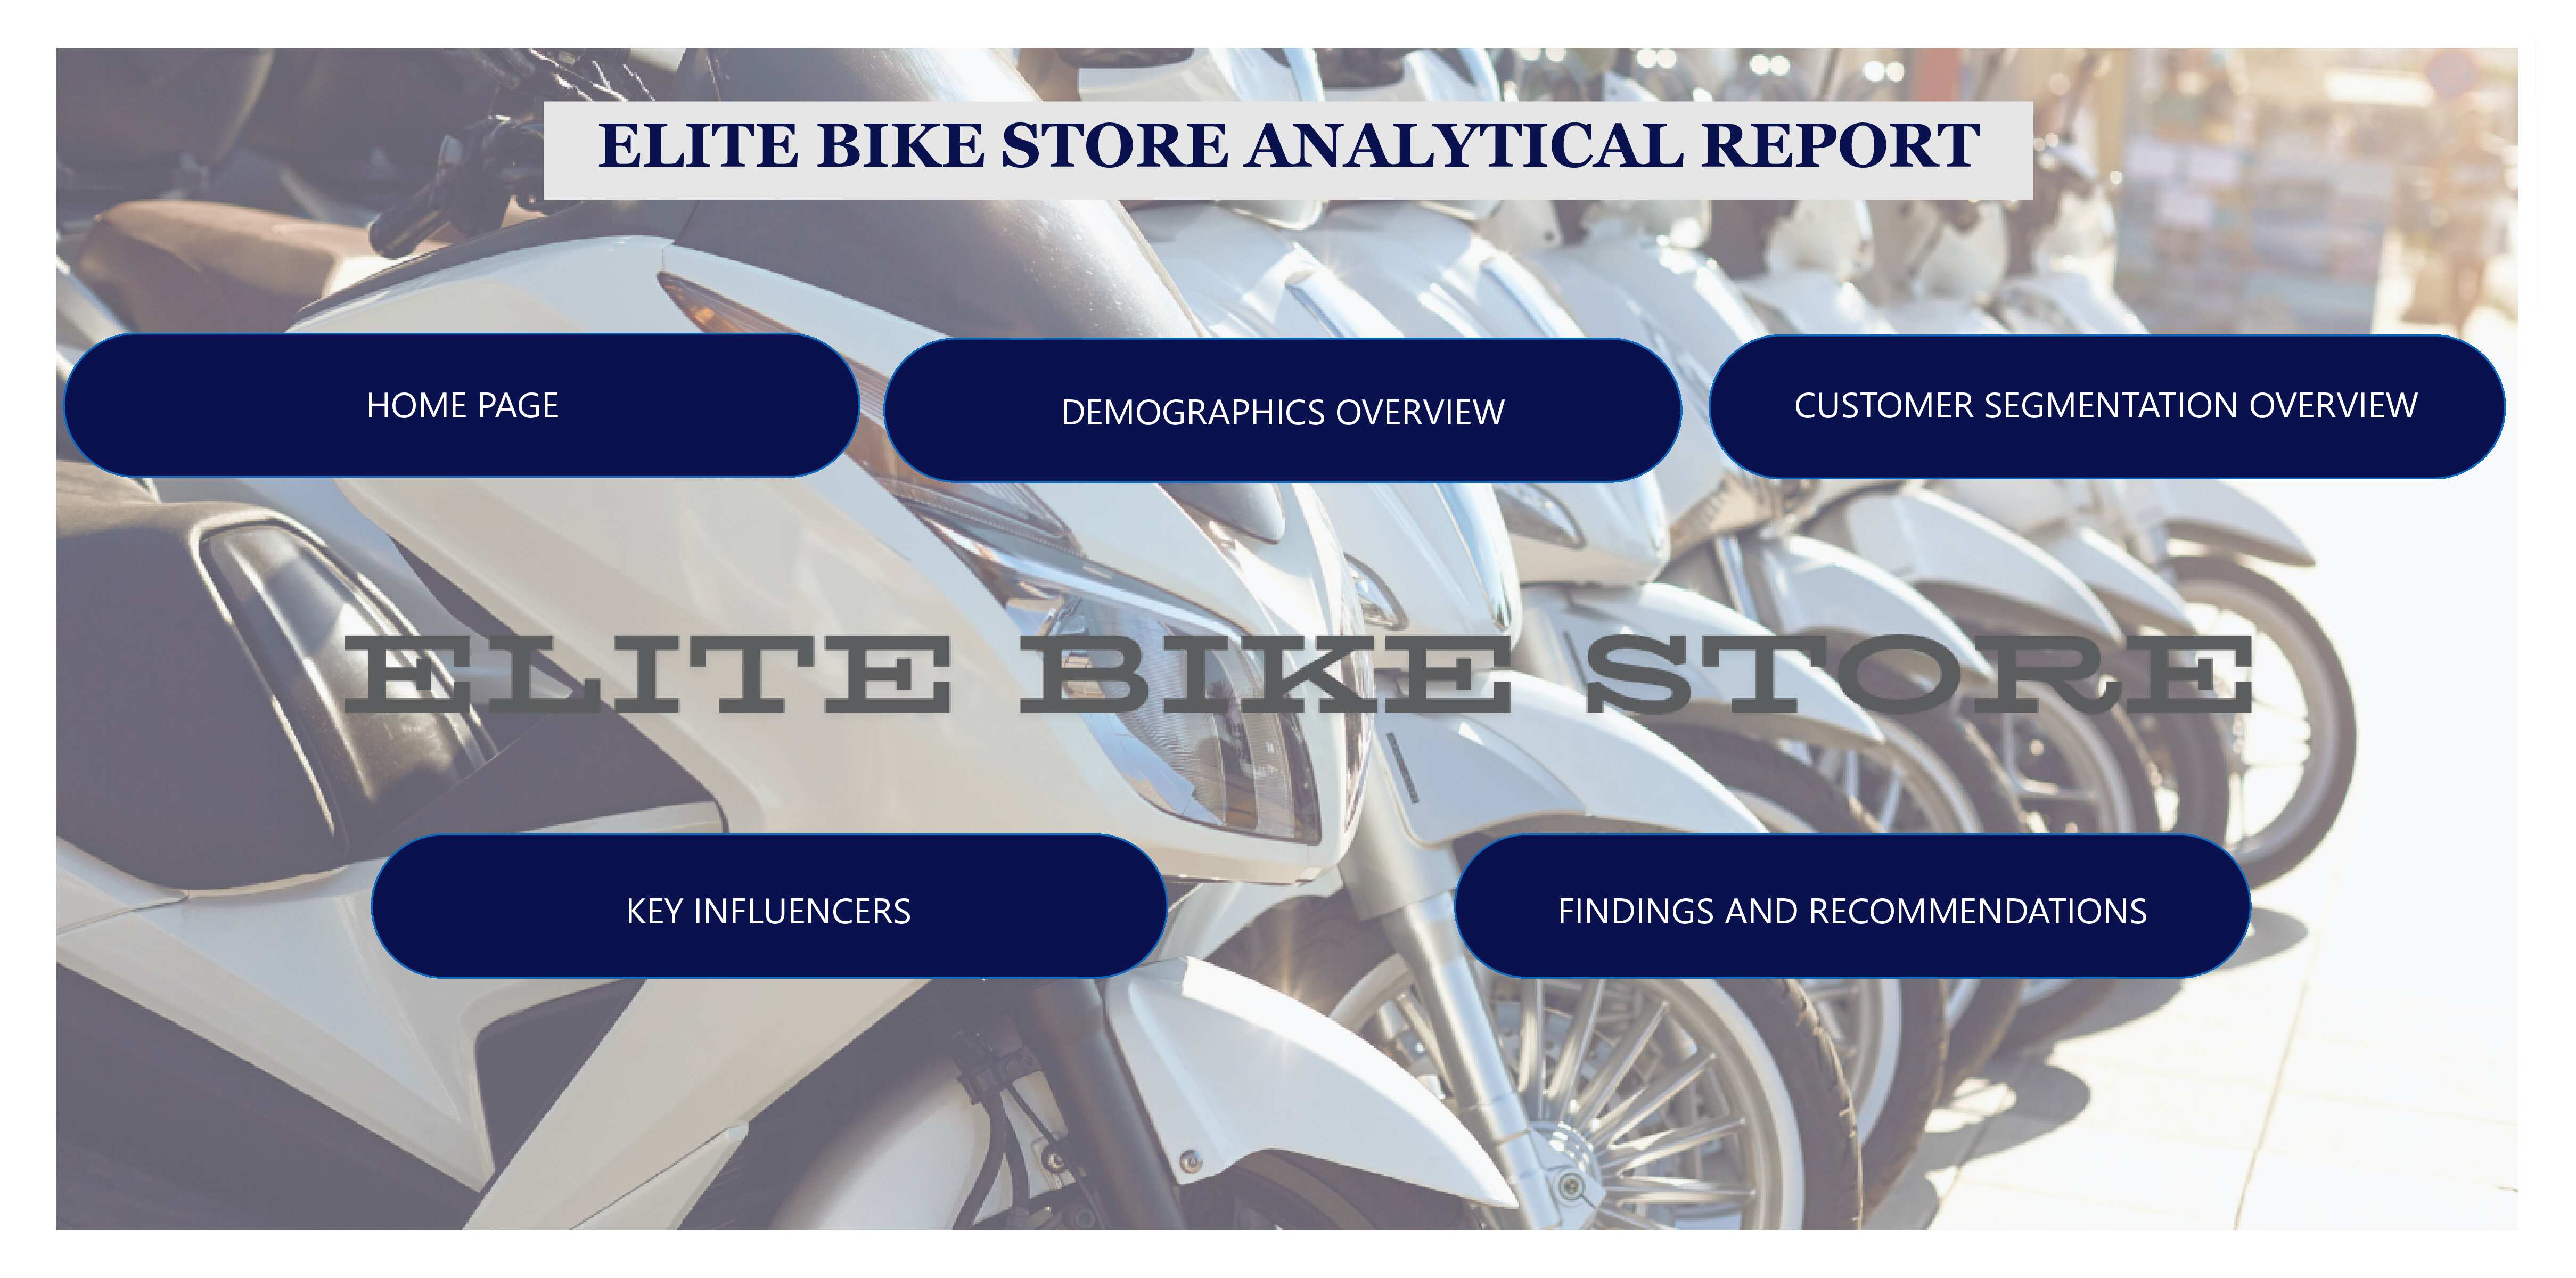 ELITE BIKE STORE ANALYTICAL REPORT
HOME PAGE
DEMOGRAPHICS OVERVIEW
CUSTOMER SEGMENTATION OVERVIEW
ELITE BIKE STORE
KEY INFLUENCERS
FINDINGS AND RECOMMENDATIONS